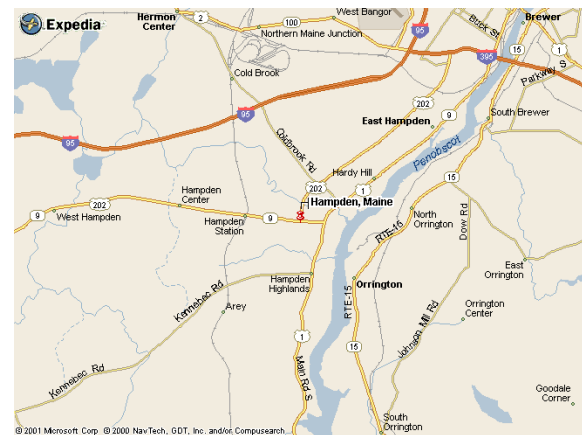 Expedia
Hermon
Center
2
West Bangor
100
Northern Maine Junction
95
Buck St
Brewer
15
1
395
Parkway S
Cold Brook
95
202
9
South Brewer
East Hampden
Penobscot
95
Coldbrook Rd
Hardy Hill
202
1
15
Hampden, Maine
Hampden
Center
202
9
West Hampden
Hampden
Station
9
North
Orrington
RTE-15
Dow Rd
East
Orrington
Hampden
Highlands
Kennebec Rd
Arey
Orrington
RTE-15
Orrington
Center
Johnson Mill Rd
1
Main Rd S
15
Kennebec Rd
Goodale
Corner
South
Orrington
© 2001 Microsoft Corp © 2000 NavTech, GDT, Inc. and/or Compusearch